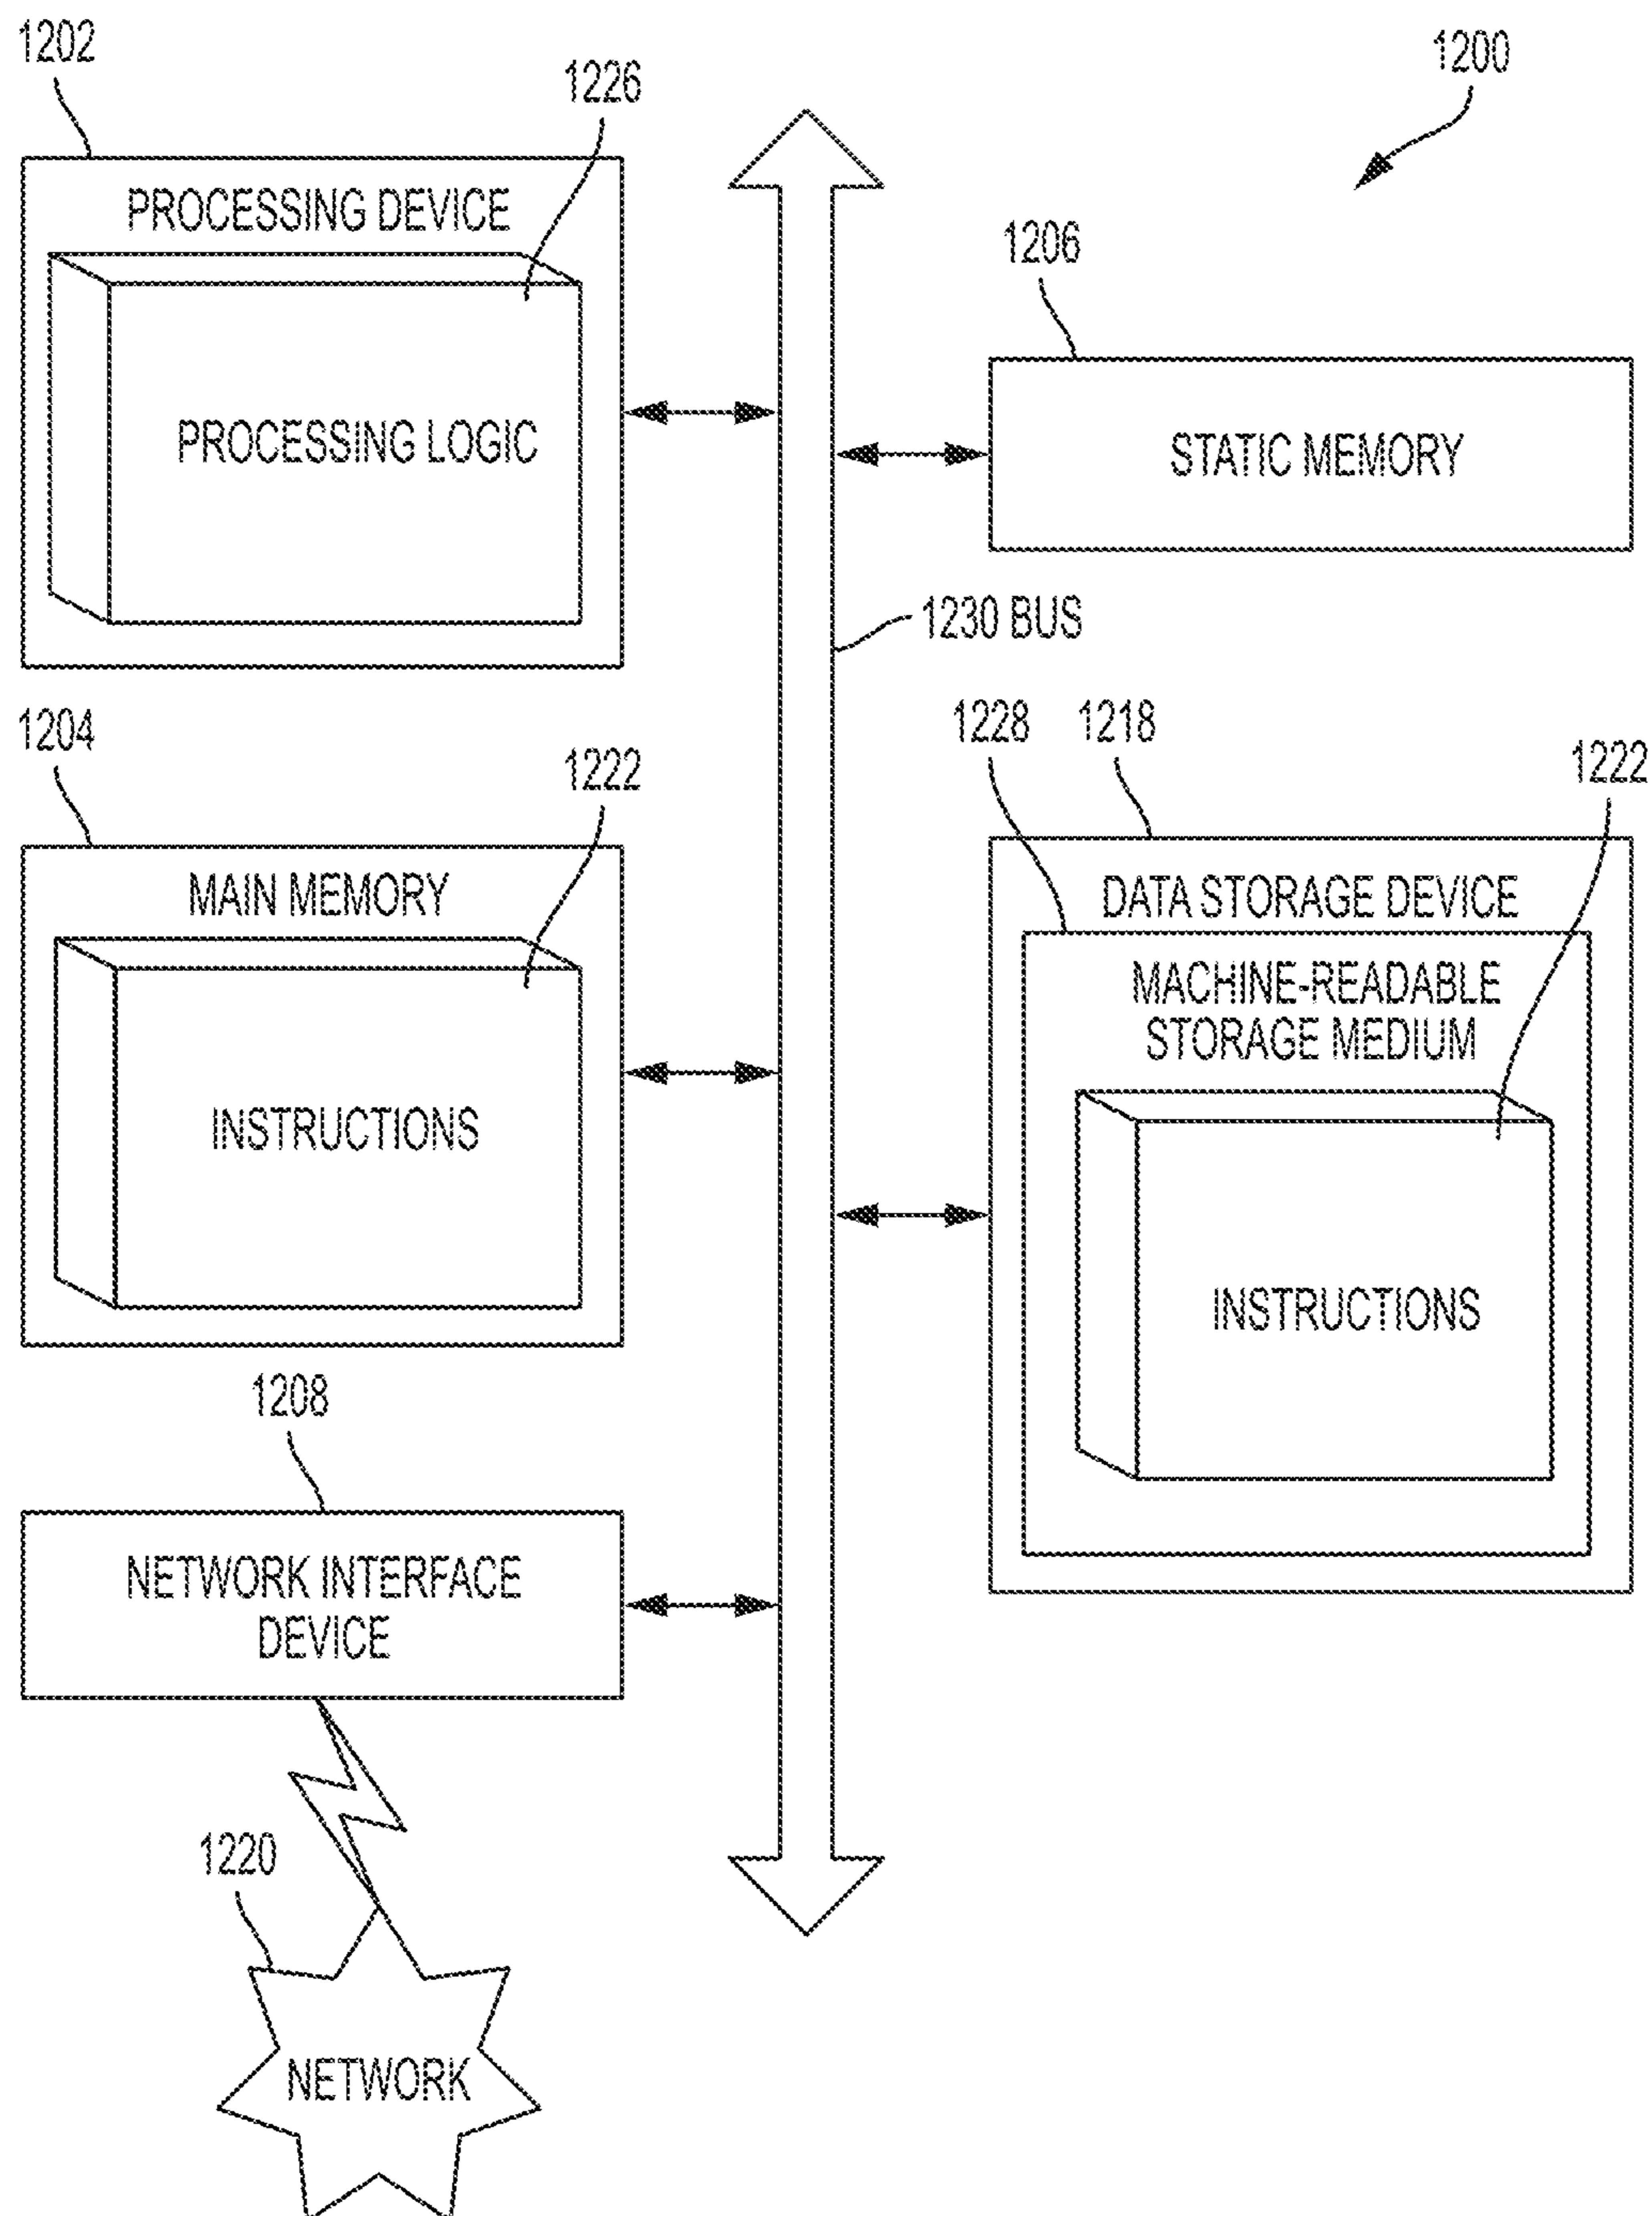 1202
1226
1200
PROCESSING DEVICE
PROCESSING LOGIC
1206
STATIC MEMORY
1230 BUS
1204
1222
MAIN MEMORY
INSTRUCTIONS
1228
1218
1222
DATA STORAGE DEVICE
MACHINE-READABLE
STORAGE MEDIUM
INSTRUCTIONS
1208
NETWORK INTERFACE
DEVICE
1220
NETWORK